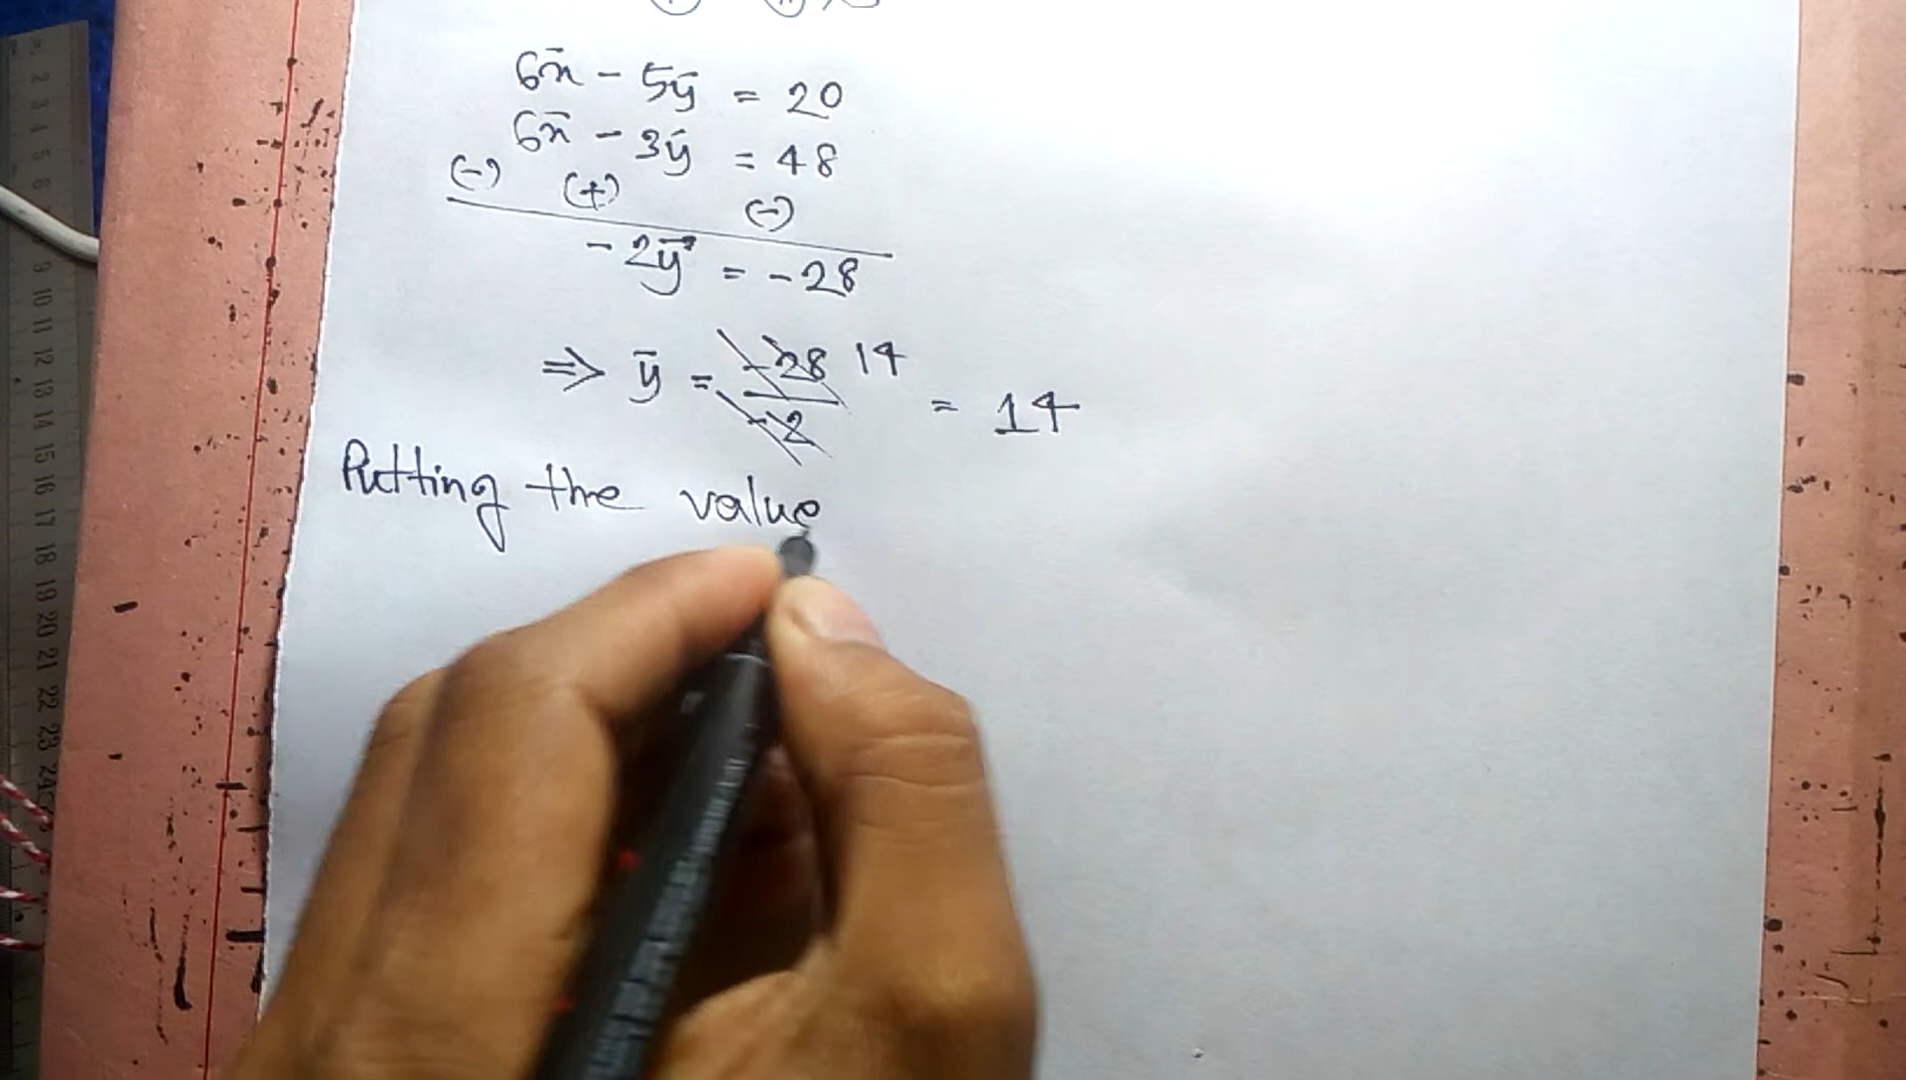 6x̄ - 5ȳ = 20
6x̄ - 3ȳ = 48
(-) (+) (-)
- 2ȳ = -28
⇒ ȳ = -28/-2 14 = 14
Putting the value